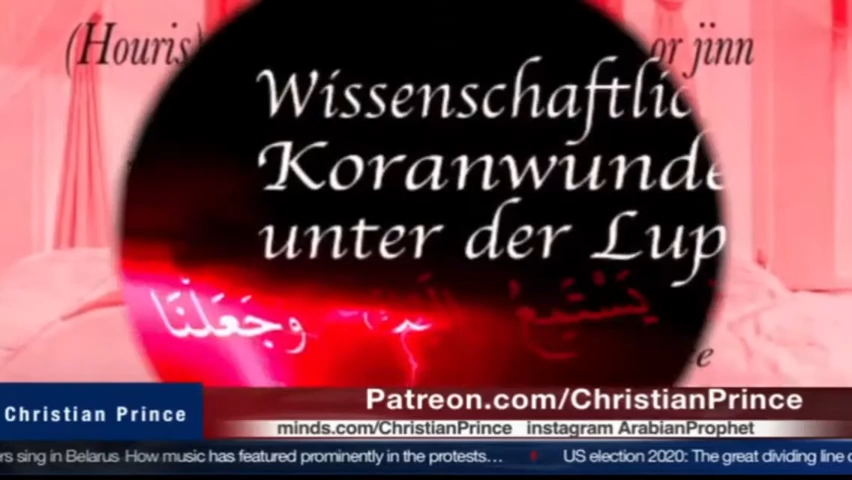 (Houris) or jinn
Wissenschaftlic
Koranwunde
unter der Lup
وجعلنا
Christian Prince
Patreon.com/ChristianPrince
minds.com/ChristianPrince instagram ArabianProphet
rs sing in Belarus How music has featured prominently in the protests... US election 2020: The great dividing line o